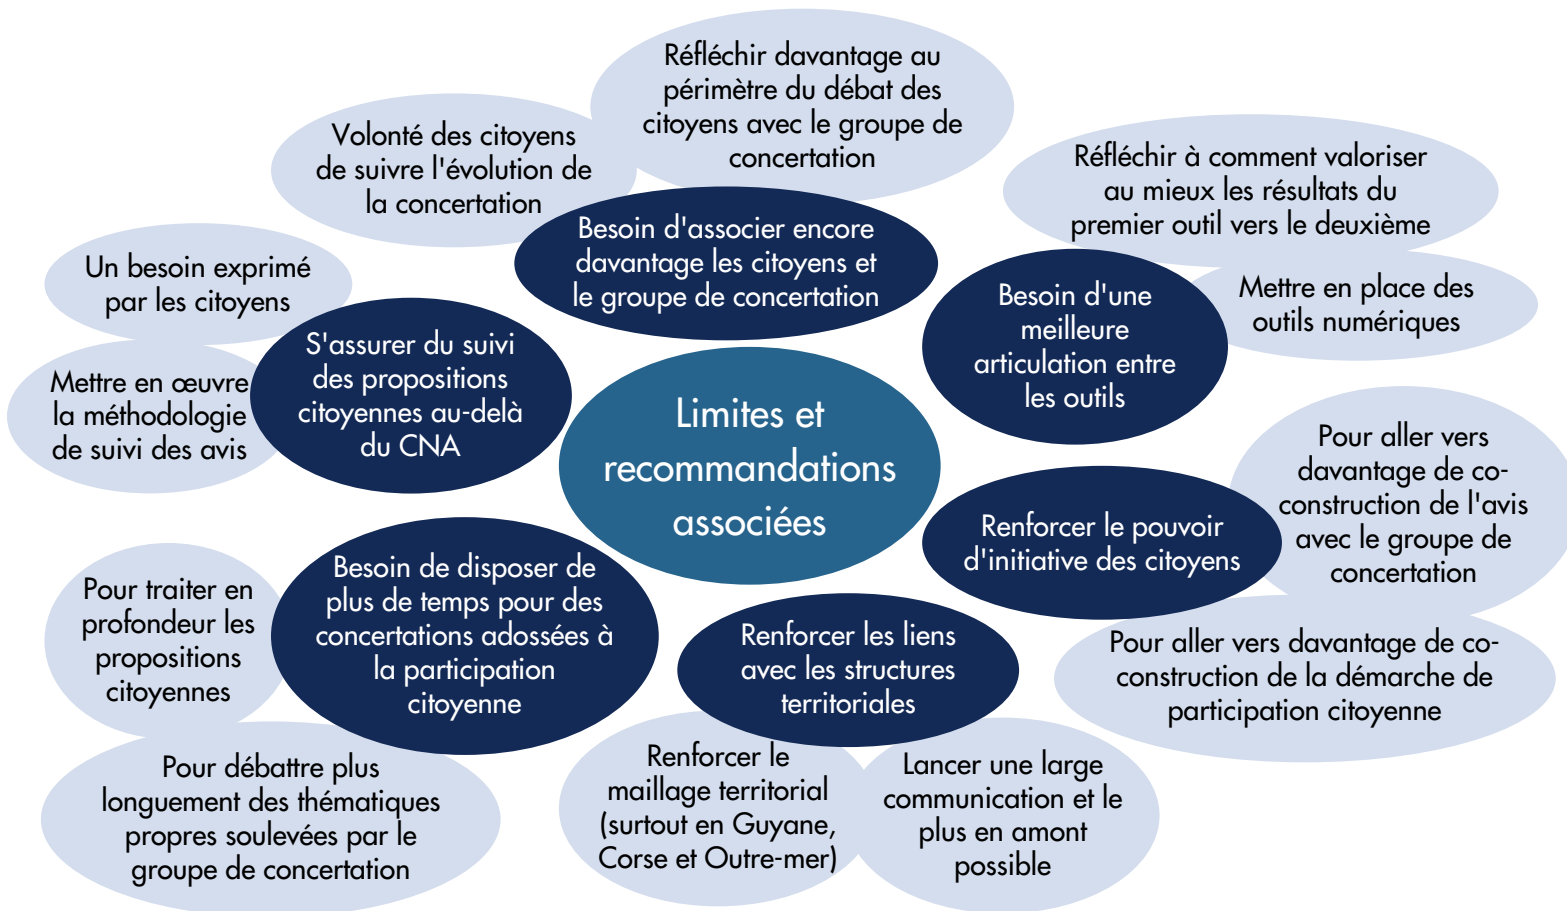 Réfléchir davantage au
périmètre du débat des
citoyens avec le groupe de
concertation
Volonté des citoyens
de suivre l'évolution de
la concertation
Besoin d'associer encore
davantage les citoyens et
le groupe de concertation
Réfléchir à comment valoriser
au mieux les résultats du
premier outil vers le deuxième
Mettre en place des
outils numériques
Besoin d'une
meilleure
articulation entre
les outils
Un besoin exprimé
par les citoyens
Mettre en œuvre
la méthodologie
de suivi des avis
S'assurer du suivi
des propositions
citoyennes au-delà
du CNA
Limites et
recommandations
associées
Pour aller vers
davantage de co-
construction de l'avis
avec le groupe de
concertation
Renforcer le pouvoir
d'initiative des citoyens
Pour aller vers davantage de co-
construction de la démarche de
participation citoyenne
Besoin de disposer de
plus de temps pour des
concertations adossées à
la participation
citoyenne
Pour traiter en
profondeur les
propositions
citoyennes
Pour débattre plus
longuement des thématiques
propres soulevées par le
groupe de concertation
Renforcer les liens
avec les structures
territoriales
Renforcer le
maillage territorial
(surtout en Guyane,
Corse et Outre-mer)
Lancer une large
communication et le
plus en amont
possible